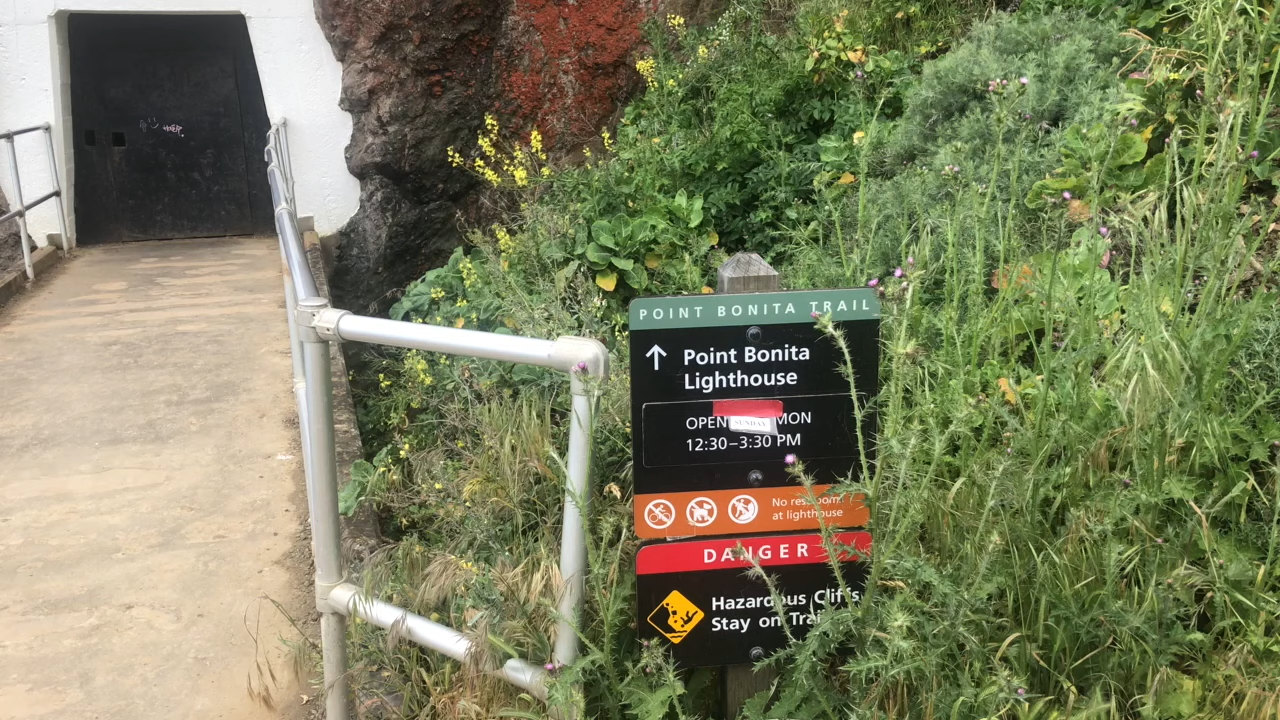 POINT BONITA TRAIL
Point Bonita
Lighthouse
OPEN SUNDAY MON
12:30–3:30 PM
No restrooms
at lighthouse
DANGER
Hazardous Cliffs
Stay on Trail